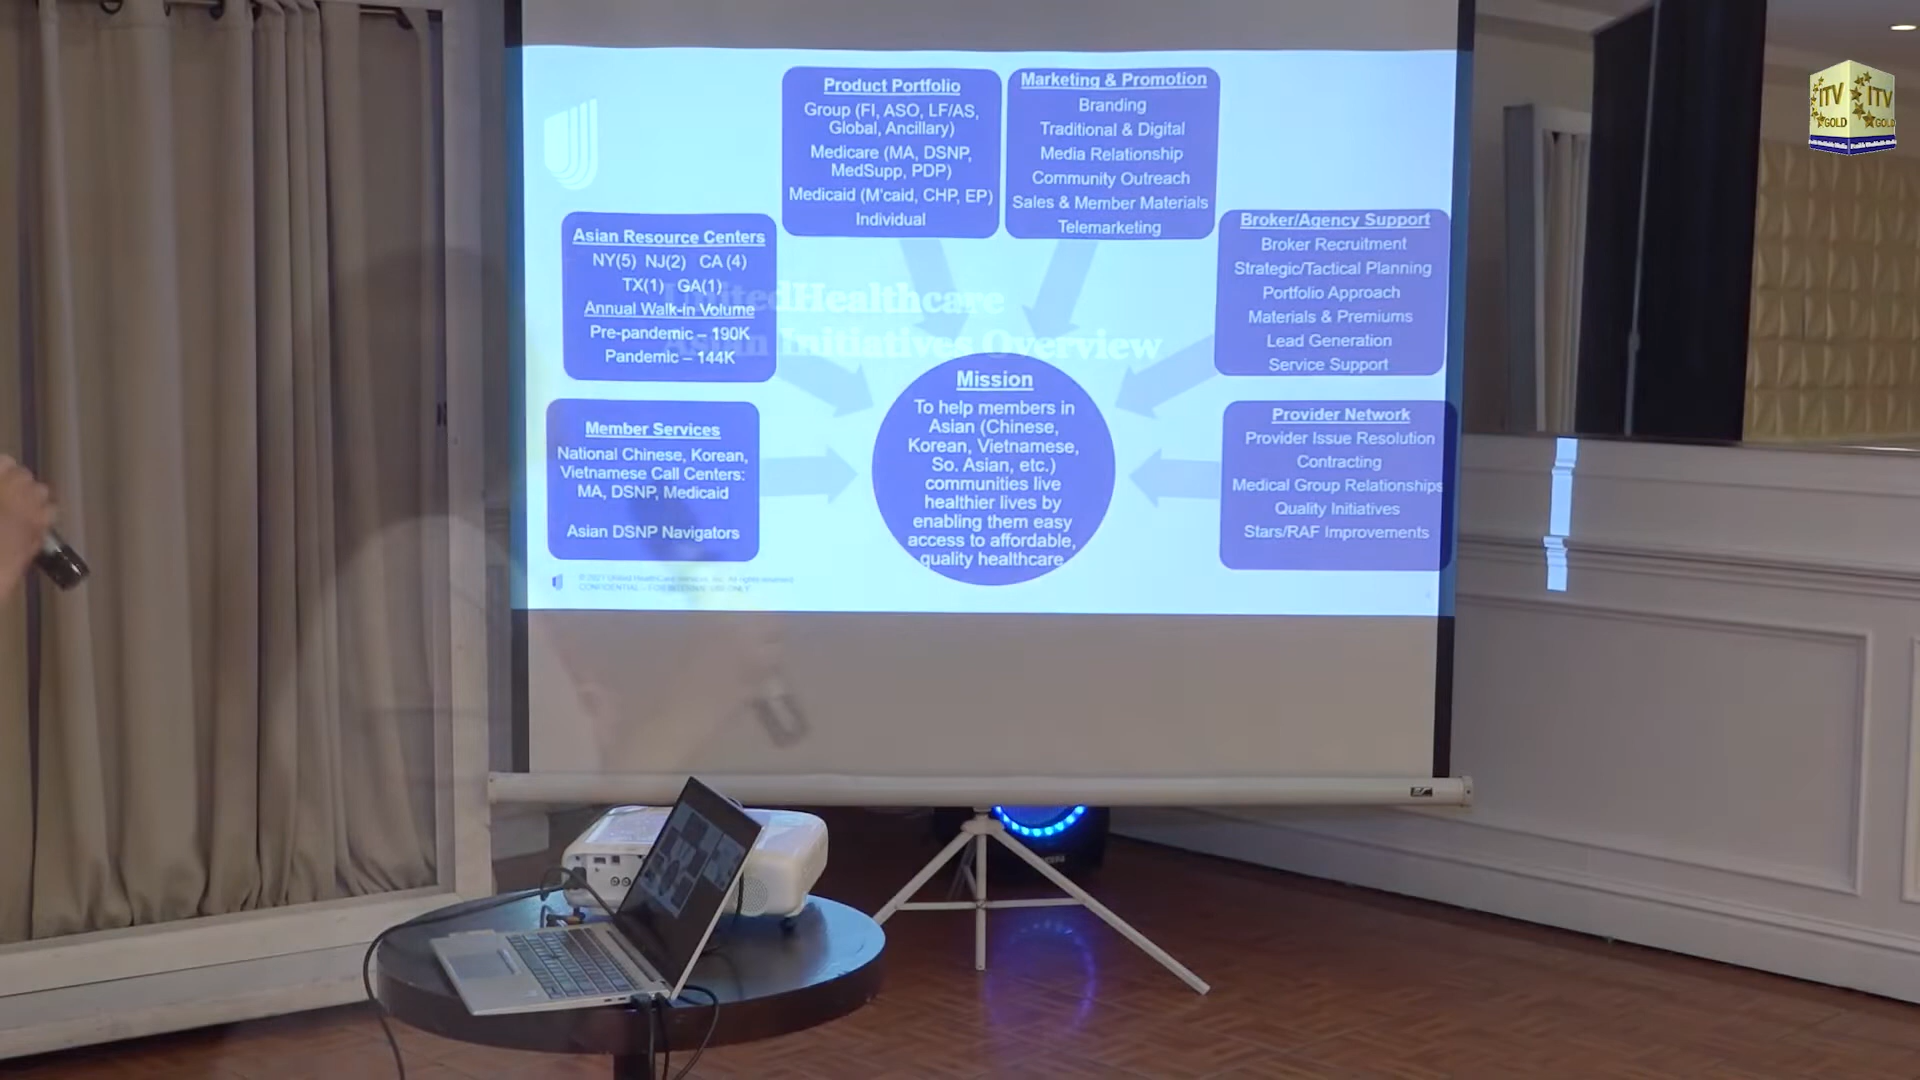 Product Portfolio
Group (FI, ASO, LF/AS,
Global, Ancillary)
Medicare (MA, DSNP,
MedSupp, PDP)
Medicaid (M'caid, CHP, EP)
Individual
Marketing & Promotion
Branding
Traditional & Digital
Media Relationship
Community Outreach
Sales & Member Materials
Telemarketing
Asian Resource Centers
NY(5) NJ(2) CA (4)
TX(1) GA(1)
Annual Walk-in Volume
Pre-pandemic – 190K
Pandemic – 144K
Broker/Agency Support
Broker Recruitment
Strategic/Tactical Planning
Portfolio Approach
Materials & Premiums
Lead Generation
Service Support
UnitedHealthcare
Asian Initiatives Overview
Member Services
National Chinese, Korean,
Vietnamese Call Centers:
MA, DSNP, Medicaid
Asian DSNP Navigators
Mission
To help members in
Asian (Chinese,
Korean, Vietnamese,
So. Asian, etc.)
communities live
healthier lives by
enabling them easy
access to affordable,
quality healthcare
Provider Network
Provider Issue Resolution
Contracting
Medical Group Relationships
Quality Initiatives
Stars/RAF Improvements
ITV
GOLD
ITV
GOLD